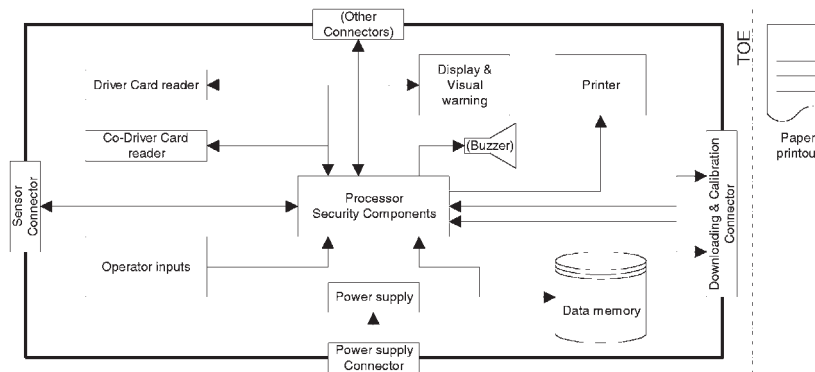 (Other
Connectors)
TOE
Driver Card reader
Display &
Visual
warning
Printer
Paper
printou
Co-Driver Card
reader
(Buzzer)
Sensor
Connector
Processor
Security Components
Downloading & Calibration
Connector
Operator inputs
Power supply
Data memory
Power supply
Connector